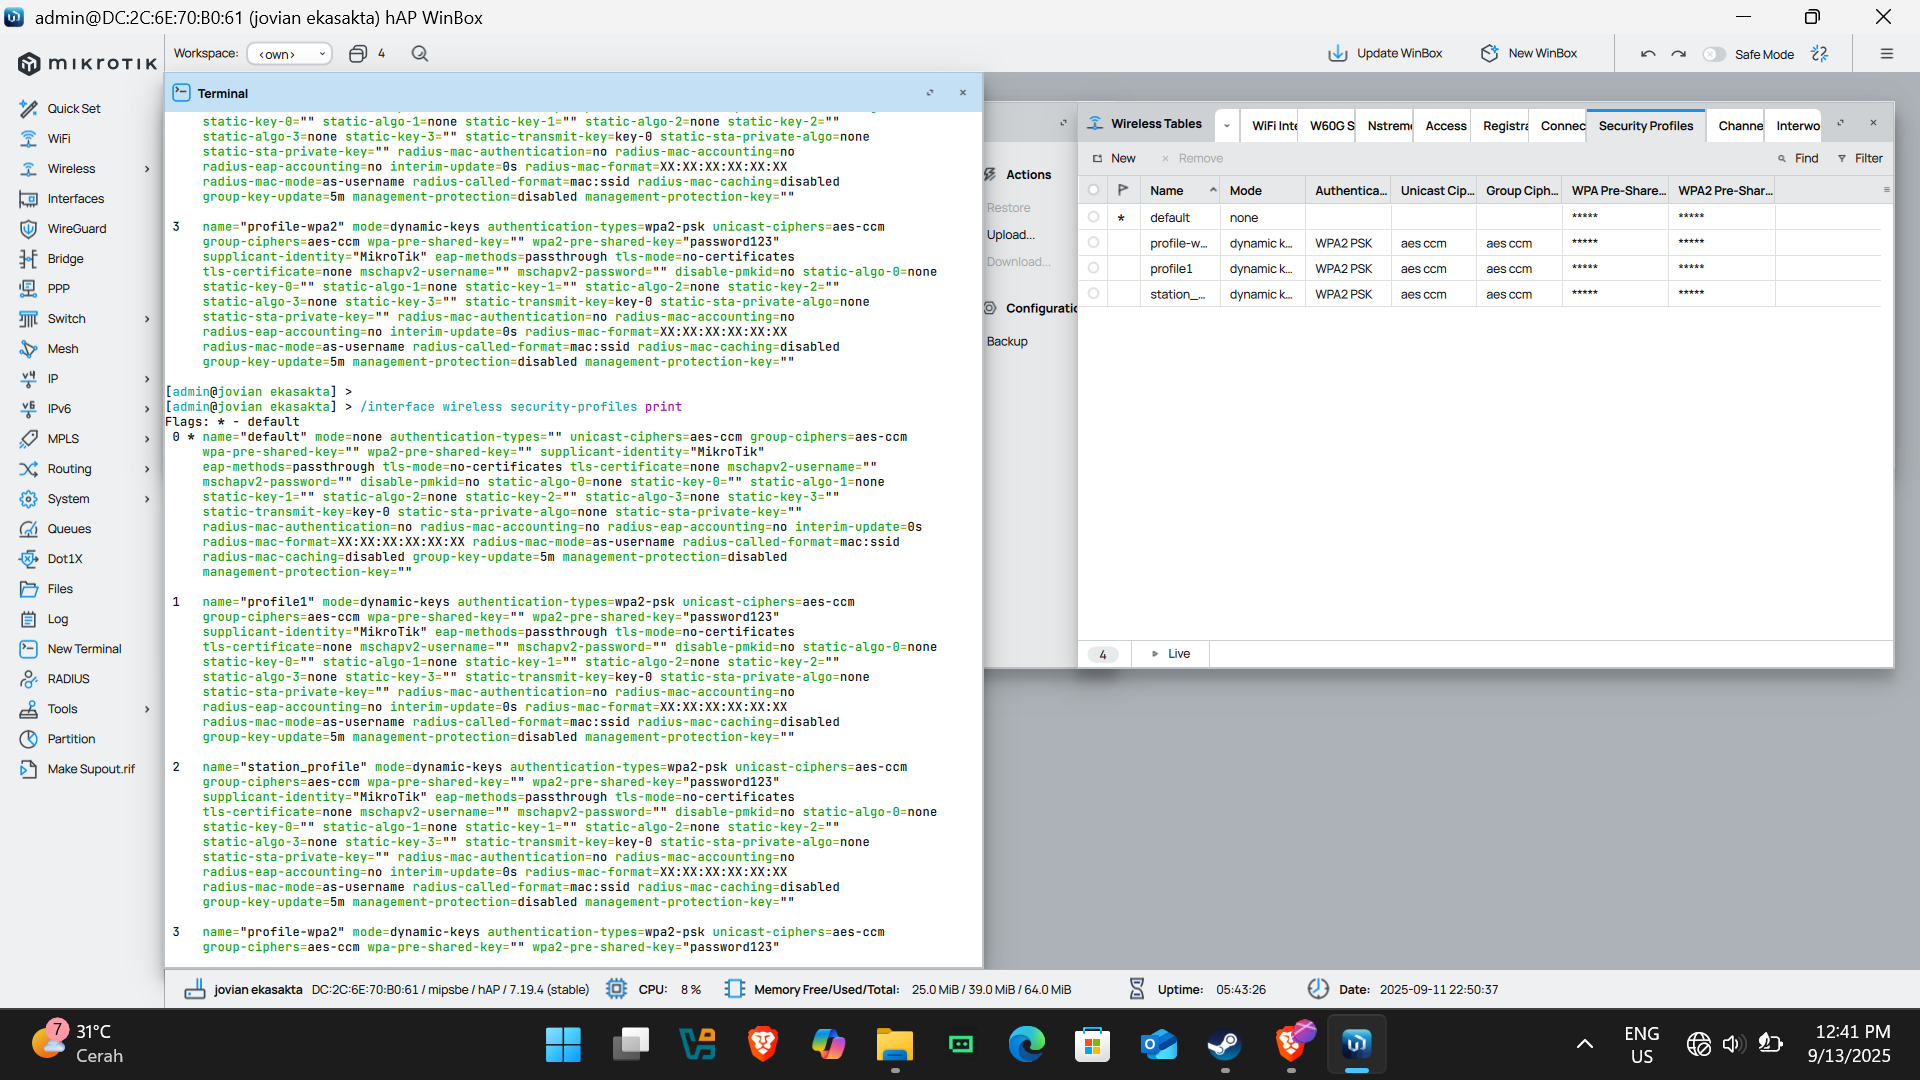 admin@DC:2C:6E:70:B0:61 (jovian ekasakta) hAP WinBox
MIKROTIK
Workspace: <own> 4
Update WinBox New WinBox Safe Mode
Quick Set
WiFi
Wireless
Interfaces
WireGuard
Bridge
PPP
Switch
Mesh
IP
IPv6
MPLS
Routing
System
Queues
Dot1X
Files
Log
New Terminal
RADIUS
Tools
Partition
Make Supout.rif
Terminal
static-key-0="" static-algo-1=none static-key-1="" static-algo-2=none static-key-2=""
static-algo-3=none static-key-3="" static-transmit-key=key-0 static-sta-private-algo=none
static-sta-private-key="" radius-mac-authentication=no radius-mac-accounting=no
radius-eap-accounting=no interim-update=0s radius-mac-format=XX:XX:XX:XX:XX:XX
radius-mac-mode=as-username radius-called-format=mac:ssid radius-mac-caching=disabled
group-key-update=5m management-protection=disabled management-protection-key=""
3 name="profile-wpa2" mode=dynamic-keys authentication-types=wpa2-psk unicast-ciphers=aes-ccm
group-ciphers=aes-ccm wpa-pre-shared-key="" wpa2-pre-shared-key="password123"
supplicant-identity="MikroTik" eap-methods=passthrough tls-mode=no-certificates
tls-certificate=none mschapv2-username="" mschapv2-password="" disable-pmkid=no static-algo-0=none
static-key-0="" static-algo-1=none static-key-1="" static-algo-2=none static-key-2=""
static-algo-3=none static-key-3="" static-transmit-key=key-0 static-sta-private-algo=none
static-sta-private-key="" radius-mac-authentication=no radius-mac-accounting=no
radius-eap-accounting=no interim-update=0s radius-mac-format=XX:XX:XX:XX:XX:XX
radius-mac-mode=as-username radius-called-format=mac:ssid radius-mac-caching=disabled
group-key-update=5m management-protection=disabled management-protection-key=""
[admin@jovian ekasakta] >
[admin@jovian ekasakta] > /interface wireless security-profiles print
Flags: * - default
0 * name="default" mode=none authentication-types="" unicast-ciphers=aes-ccm group-ciphers=aes-ccm
wpa-pre-shared-key="" wpa2-pre-shared-key="" supplicant-identity="MikroTik"
eap-methods=passthrough tls-mode=no-certificates tls-certificate=none mschapv2-username=""
mschapv2-password="" disable-pmkid=no static-algo-0=none static-key-0="" static-algo-1=none
static-key-1="" static-algo-2=none static-key-2="" static-algo-3=none static-key-3=""
static-transmit-key=key-0 static-sta-private-algo=none static-sta-private-key=""
radius-mac-authentication=no radius-mac-accounting=no radius-eap-accounting=no interim-update=0s
radius-mac-format=XX:XX:XX:XX:XX:XX radius-mac-mode=as-username radius-called-format=mac:ssid
radius-mac-caching=disabled group-key-update=5m management-protection=disabled
management-protection-key=""
1 name="profile1" mode=dynamic-keys authentication-types=wpa2-psk unicast-ciphers=aes-ccm
group-ciphers=aes-ccm wpa-pre-shared-key="" wpa2-pre-shared-key="password123"
supplicant-identity="MikroTik" eap-methods=passthrough tls-mode=no-certificates
tls-certificate=none mschapv2-username="" mschapv2-password="" disable-pmkid=no static-algo-0=none
static-key-0="" static-algo-1=none static-key-1="" static-algo-2=none static-key-2=""
static-algo-3=none static-key-3="" static-transmit-key=key-0 static-sta-private-algo=none
static-sta-private-key="" radius-mac-authentication=no radius-mac-accounting=no
radius-eap-accounting=no interim-update=0s radius-mac-format=XX:XX:XX:XX:XX:XX
radius-mac-mode=as-username radius-called-format=mac:ssid radius-mac-caching=disabled
group-key-update=5m management-protection=disabled management-protection-key=""
2 name="station_profile" mode=dynamic-keys authentication-types=wpa2-psk unicast-ciphers=aes-ccm
group-ciphers=aes-ccm wpa-pre-shared-key="" wpa2-pre-shared-key="password123"
supplicant-identity="MikroTik" eap-methods=passthrough tls-mode=no-certificates
tls-certificate=none mschapv2-username="" mschapv2-password="" disable-pmkid=no static-algo-0=none
static-key-0="" static-algo-1=none static-key-1="" static-algo-2=none static-key-2=""
static-algo-3=none static-key-3="" static-transmit-key=key-0 static-sta-private-algo=none
static-sta-private-key="" radius-mac-authentication=no radius-mac-accounting=no
radius-eap-accounting=no interim-update=0s radius-mac-format=XX:XX:XX:XX:XX:XX
radius-mac-mode=as-username radius-called-format=mac:ssid radius-mac-caching=disabled
group-key-update=5m management-protection=disabled management-protection-key=""
3 name="profile-wpa2" mode=dynamic-keys authentication-types=wpa2-psk unicast-ciphers=aes-ccm
group-ciphers=aes-ccm wpa-pre-shared-key="" wpa2-pre-shared-key="password123"
Actions
Restore
Upload...
Download...
Configuratic
Backup
Wireless Tables WiFi Inte W60G S Nstreme Access Registra Connec Security Profiles Channe Interwo
New Remove Find Filter
Name Mode Authentica... Unicast Cip... Group Ciph... WPA Pre-Share... WPA2 Pre-Shar...
* default none ***** *****
profile-w... dynamic k... WPA2 PSK aes ccm aes ccm ***** *****
profile1 dynamic k... WPA2 PSK aes ccm aes ccm ***** *****
station_... dynamic k... WPA2 PSK aes ccm aes ccm ***** *****
4 Live
jovian ekasakta DC:2C:6E:70:B0:61 / mipsbe / hAP / 7.19.4 (stable) CPU: 8 % Memory Free/Used/Total: 25.0 MiB / 39.0 MiB / 64.0 MiB Uptime: 05:43:26 Date: 2025-09-11 22:50:37
7 31°C
Cerah
ENG
US
12:41 PM
9/13/2025